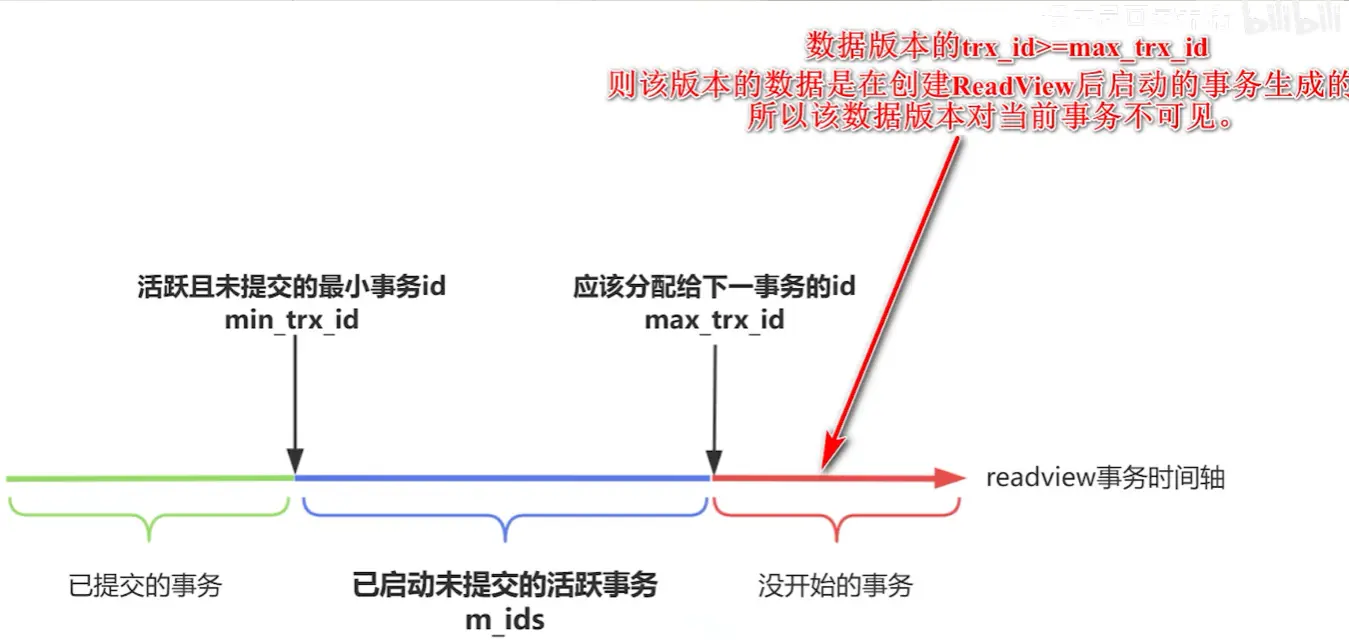 bilibili
数据版本的trx_id>=max_trx_id
则该版本的数据是在创建ReadView后启动的事务生成的
所以该数据版本对当前事务不可见。
活跃且未提交的最小事务id
min_trx_id
应该分配给下一事务的id
max_trx_id
readview事务时间轴
已提交的事务
已启动未提交的活跃事务
m_ids
没开始的事务